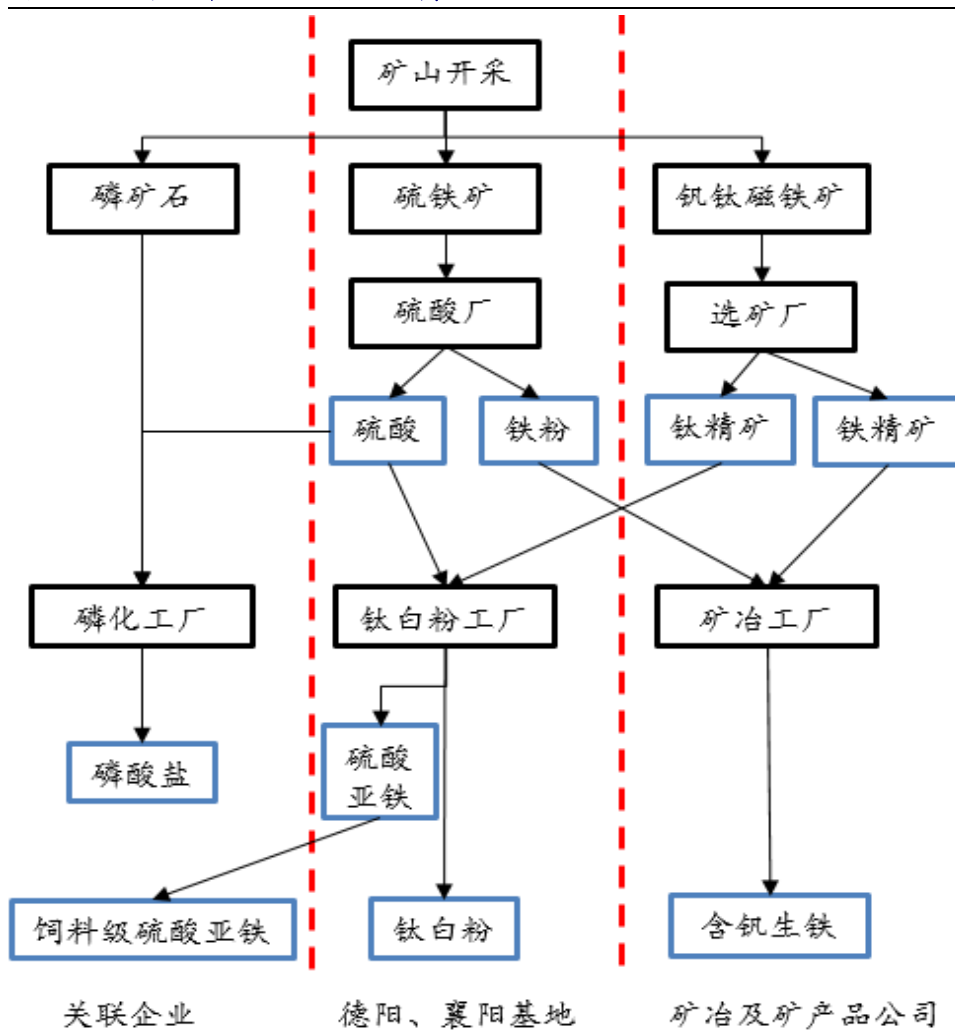 矿山开采
磷矿石
硫铁矿
钒钛磁铁矿
硫酸厂
选矿厂
硫酸
铁粉
钛精矿
铁精矿
磷化工厂
钛白粉工厂
矿冶工厂
磷酸盐
硫酸
亚铁
饲料级硫酸亚铁
钛白粉
含钒生铁
关联企业
德阳、襄阳基地
矿冶及矿产品公司